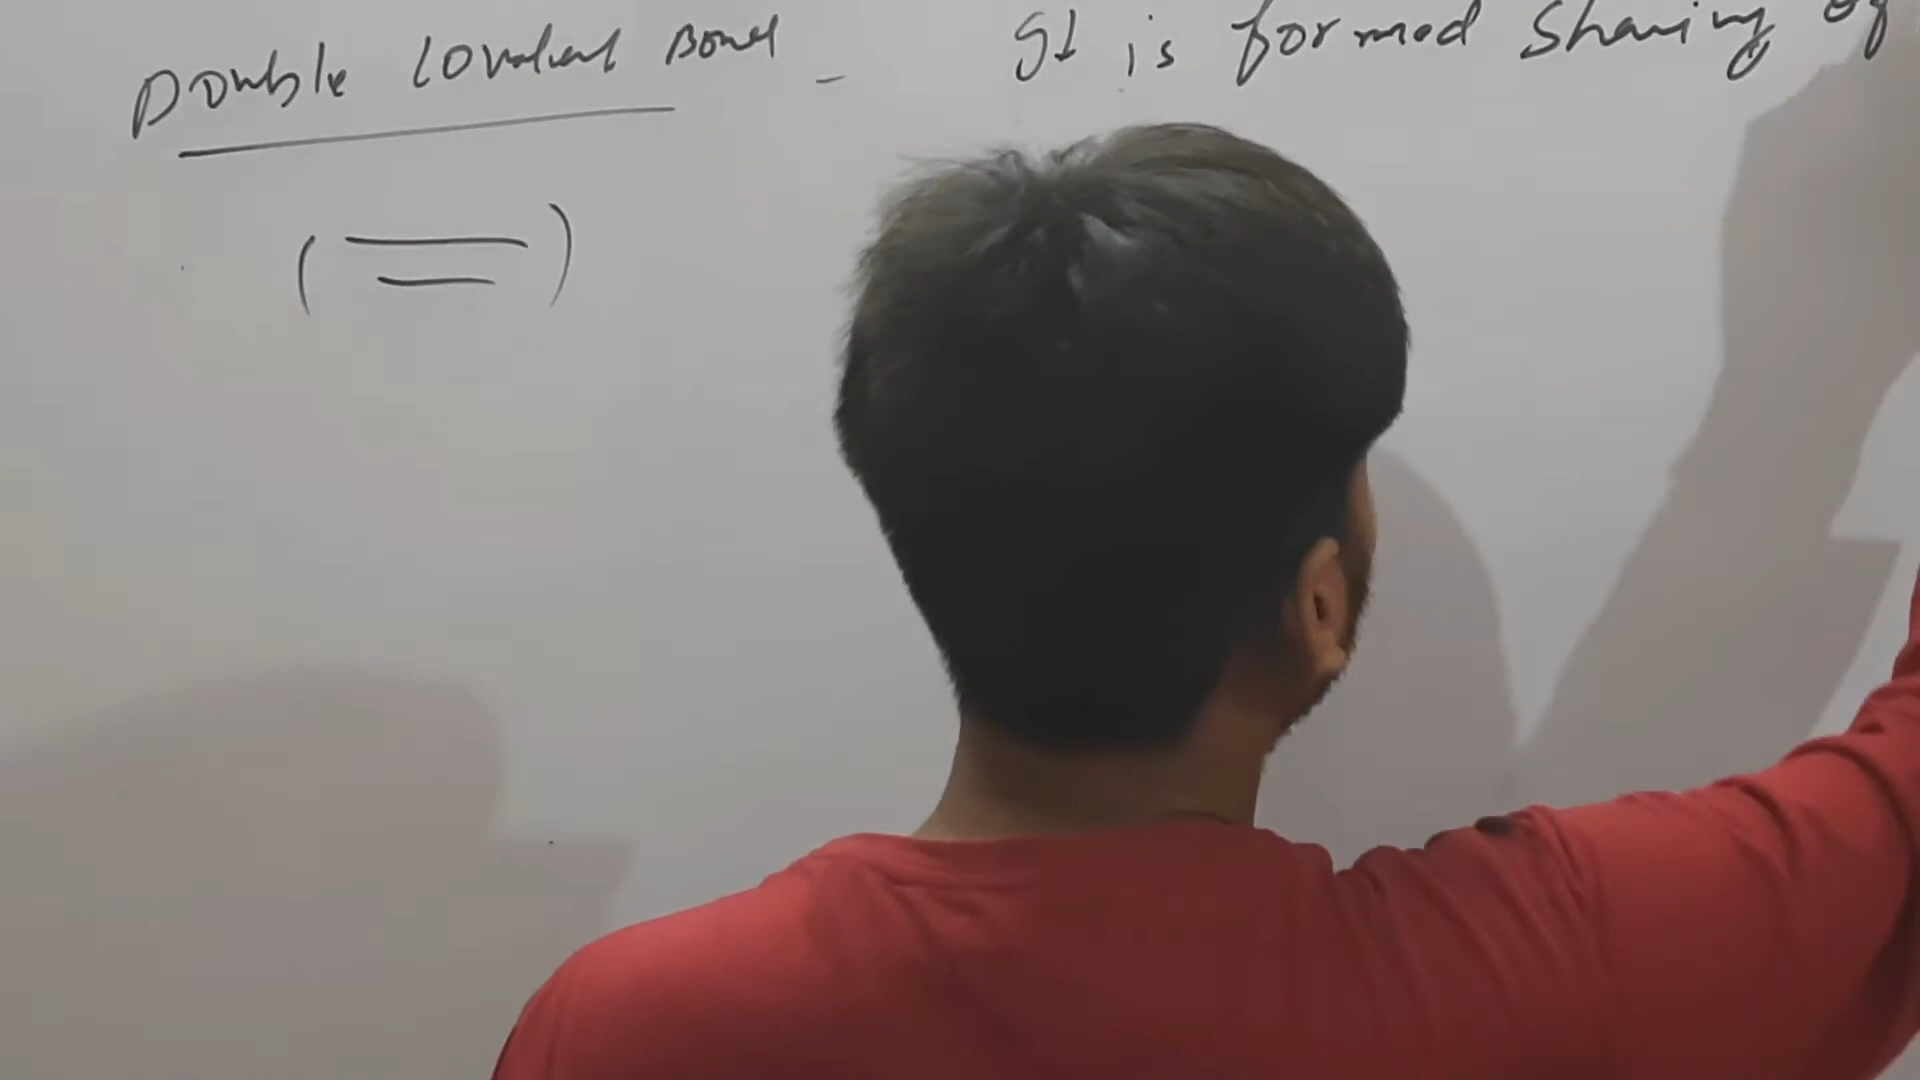 Double Covalent Bond - It is formed sharing of
(=)